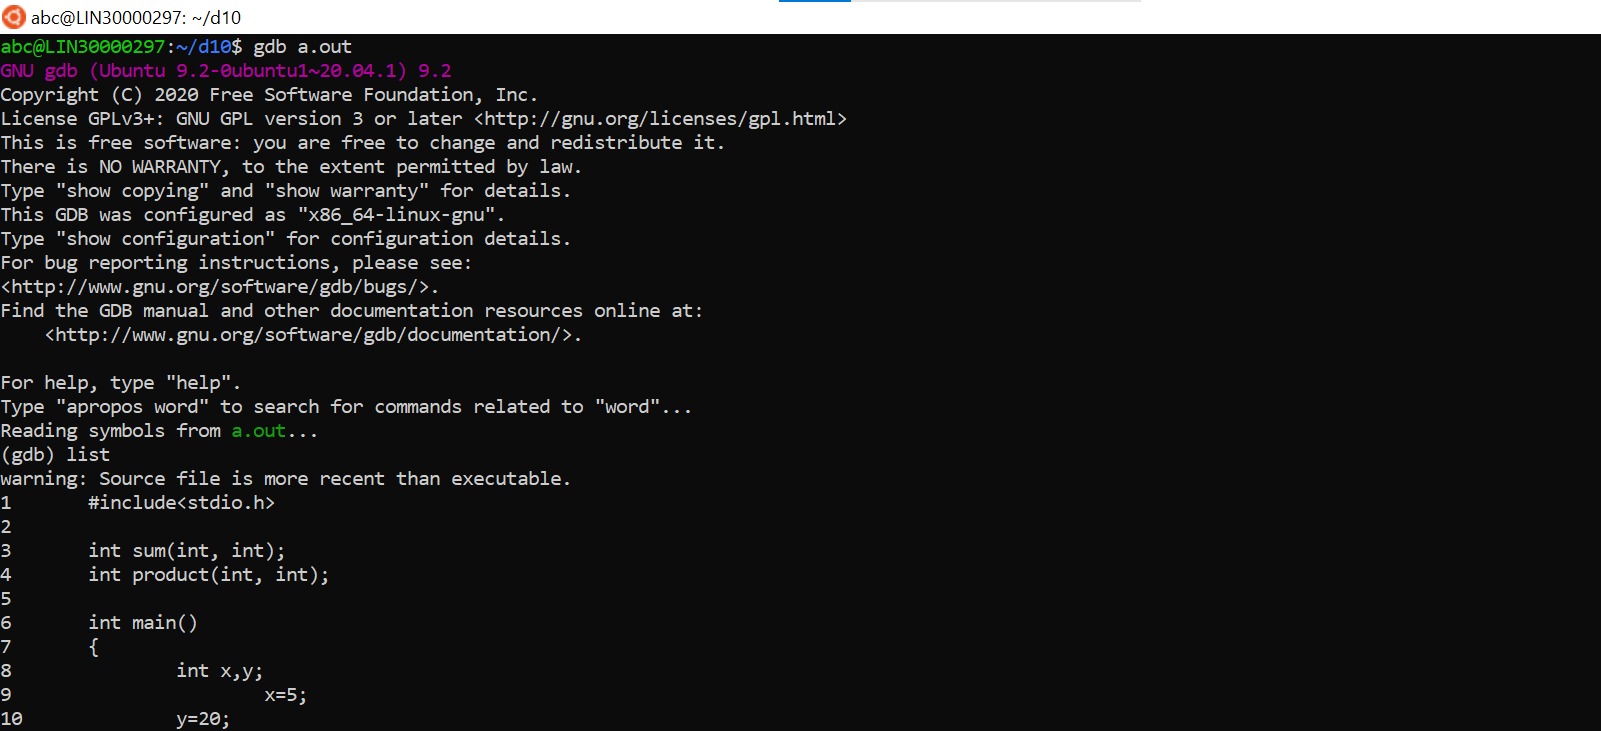 abc@LIN30000297: ~/d10
abc@LIN30000297:~/d10$ gdb a.out
GNU gdb (Ubuntu 9.2-0ubuntu1~20.04.1) 9.2
Copyright (C) 2020 Free Software Foundation, Inc.
License GPLv3+: GNU GPL version 3 or later <http://gnu.org/licenses/gpl.html>
This is free software: you are free to change and redistribute it.
There is NO WARRANTY, to the extent permitted by law.
Type "show copying" and "show warranty" for details.
This GDB was configured as "x86_64-linux-gnu".
Type "show configuration" for configuration details.
For bug reporting instructions, please see:
<http://www.gnu.org/software/gdb/bugs/>.
Find the GDB manual and other documentation resources online at:
    <http://www.gnu.org/software/gdb/documentation/>.

For help, type "help".
Type "apropos word" to search for commands related to "word"...
Reading symbols from a.out...
(gdb) list
warning: Source file is more recent than executable.
1       #include<stdio.h>
2
3       int sum(int, int);
4       int product(int, int);
5
6       int main()
7       {
8               int x,y;
9                       x=5;
10              y=20;